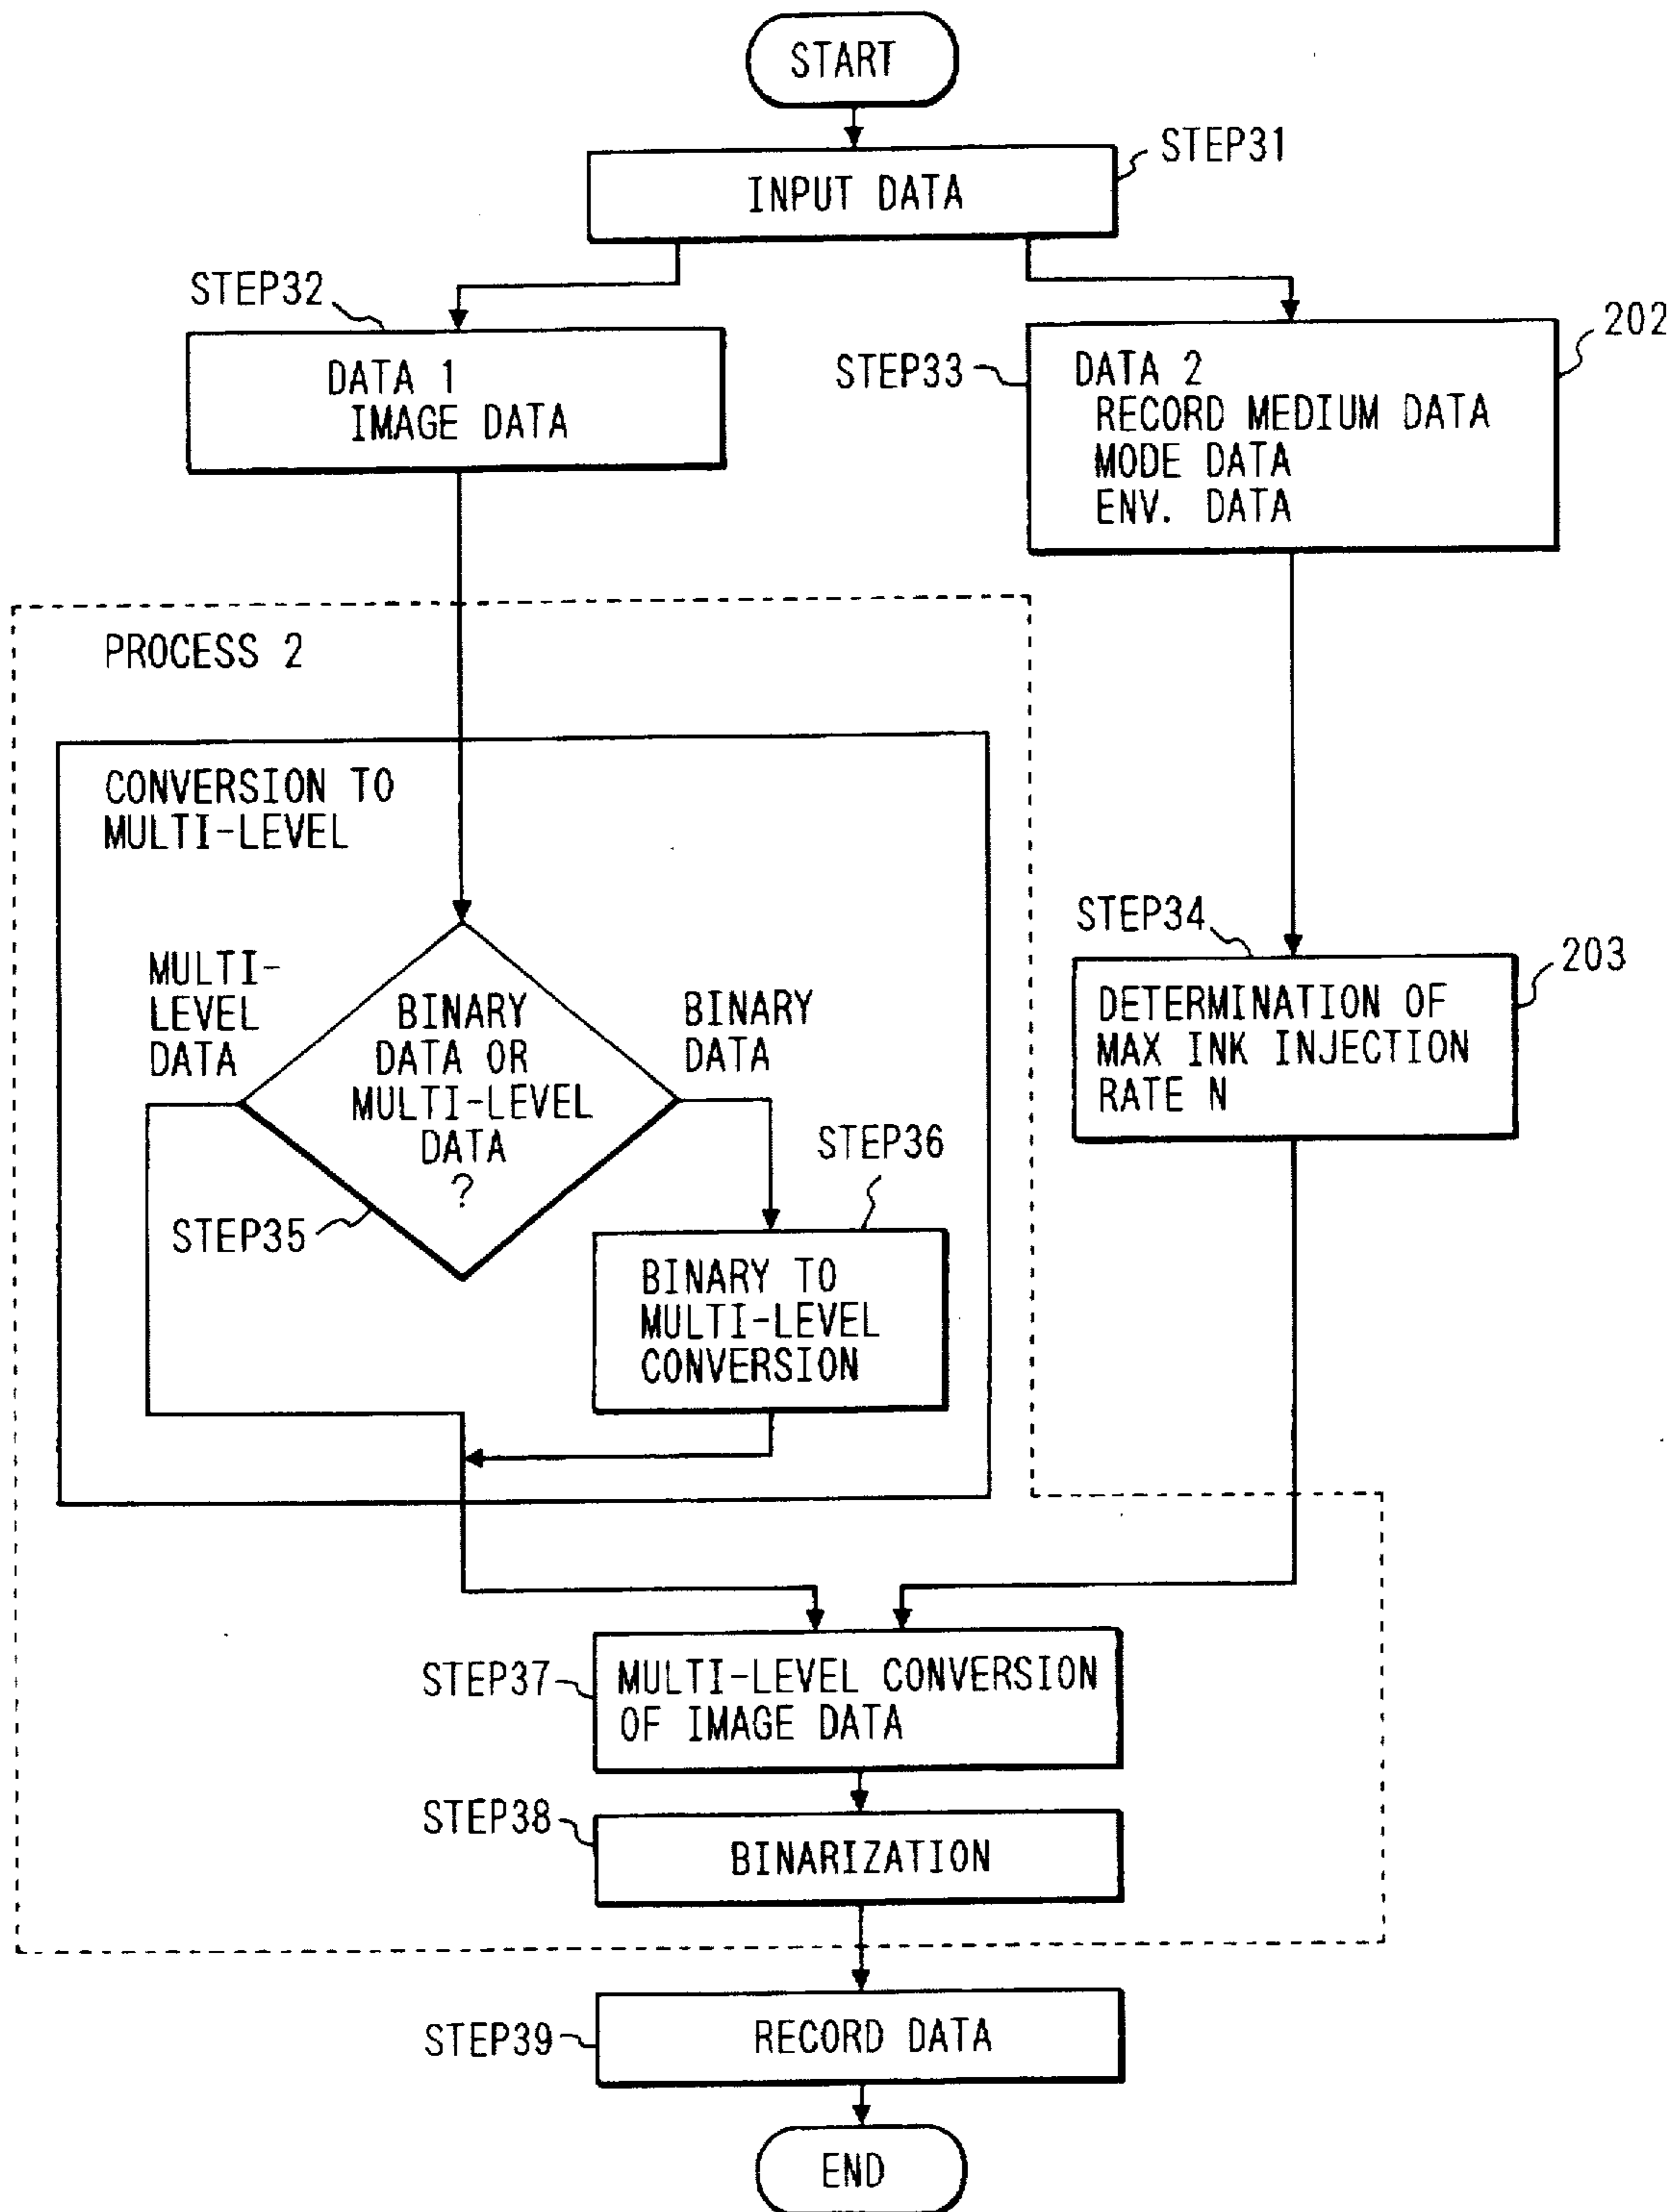 START
STEP31
INPUT DATA
STEP32
DATA 1
IMAGE DATA
202
STEP33
DATA 2
RECORD MEDIUM DATA
MODE DATA
ENV. DATA
PROCESS 2
CONVERSION TO
MULTI-LEVEL
MULTI-
LEVEL
DATA
BINARY
DATA OR
MULTI-LEVEL
DATA
?
BINARY
DATA
STEP35
STEP36
BINARY TO
MULTI-LEVEL
CONVERSION
STEP34
203
DETERMINATION OF
MAX INK INJECTION
RATE N
STEP37
MULTI-LEVEL CONVERSION
OF IMAGE DATA
STEP38
BINARIZATION
STEP39
RECORD DATA
END